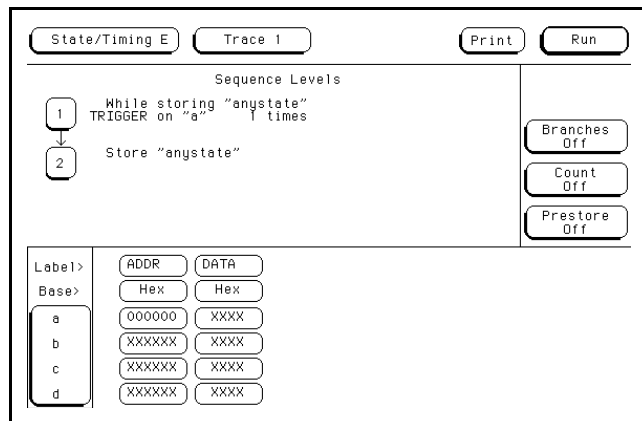 State/Timing E Trace 1 Print Run
Sequence Levels
1 While storing "anystate"
TRIGGER on "a" 1 times
2 Store "anystate"
Branches
Off
Count
Off
Prestore
Off
Label> ADDR DATA
Base> Hex Hex
a 000000 XXXX
b XXXXXX XXXX
c XXXXXX XXXX
d XXXXXX XXXX